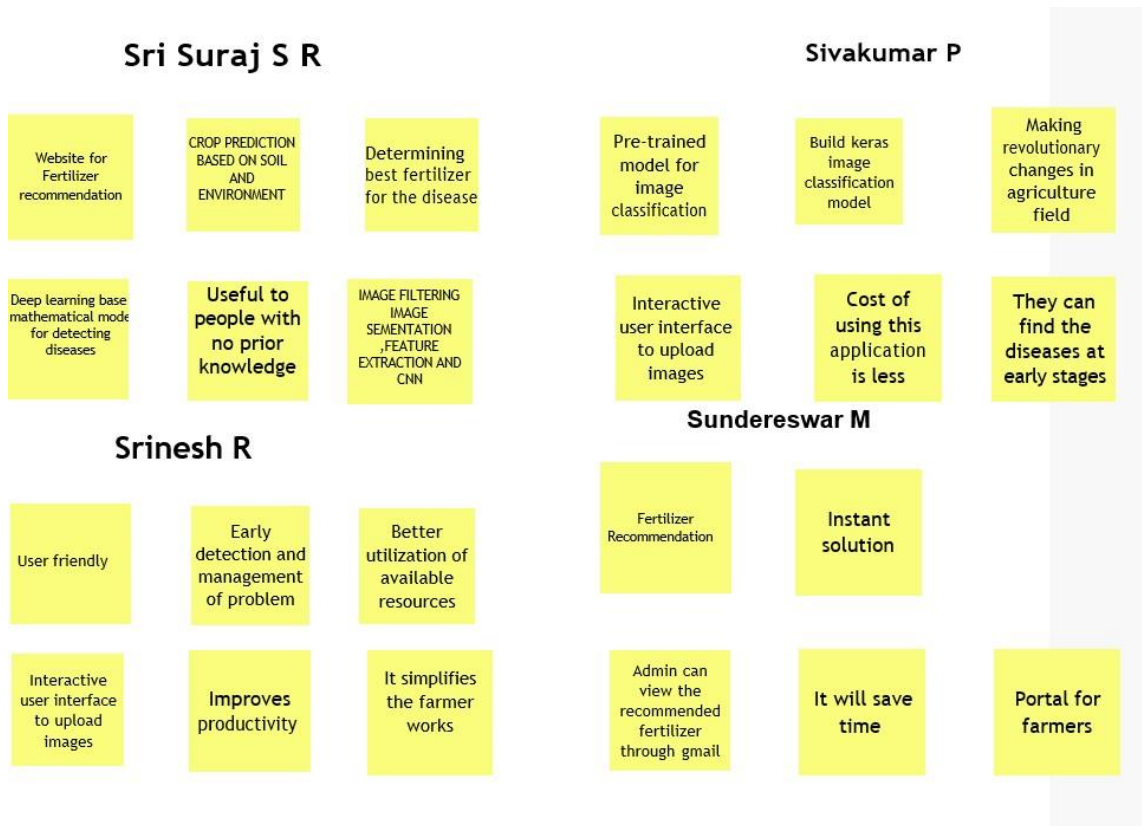 Sri Suraj S R
Website for
Fertilizer
recommendation
CROP PREDICTION
BASED ON SOIL
AND
ENVIRONMENT
Determining
best fertilizer
for the disease
Deep learning base
mathematical mode
for detecting
diseases
Useful to
people with
no prior
knowledge
IMAGE FILTERING
IMAGE
SEMENTATION
,FEATURE
EXTRACTION AND
CNN
Sivakumar P
Pre-trained
model for
image
classification
Build keras
image
classification
model
Making
revolutionary
changes in
agriculture
field
Interactive
user interface
to upload
images
Cost of
using this
application
is less
They can
find the
diseases at
early stages
Srinesh R
User friendly
Early
detection and
management
of problem
Better
utilization of
available
resources
Interactive
user interface
to upload
images
Improves
productivity
It simplifies
the farmer
works
Sundereswar M
Fertilizer
Recommendation
Instant
solution
Admin can
view the
recommended
fertilizer
through gmail
It will save
time
Portal for
farmers